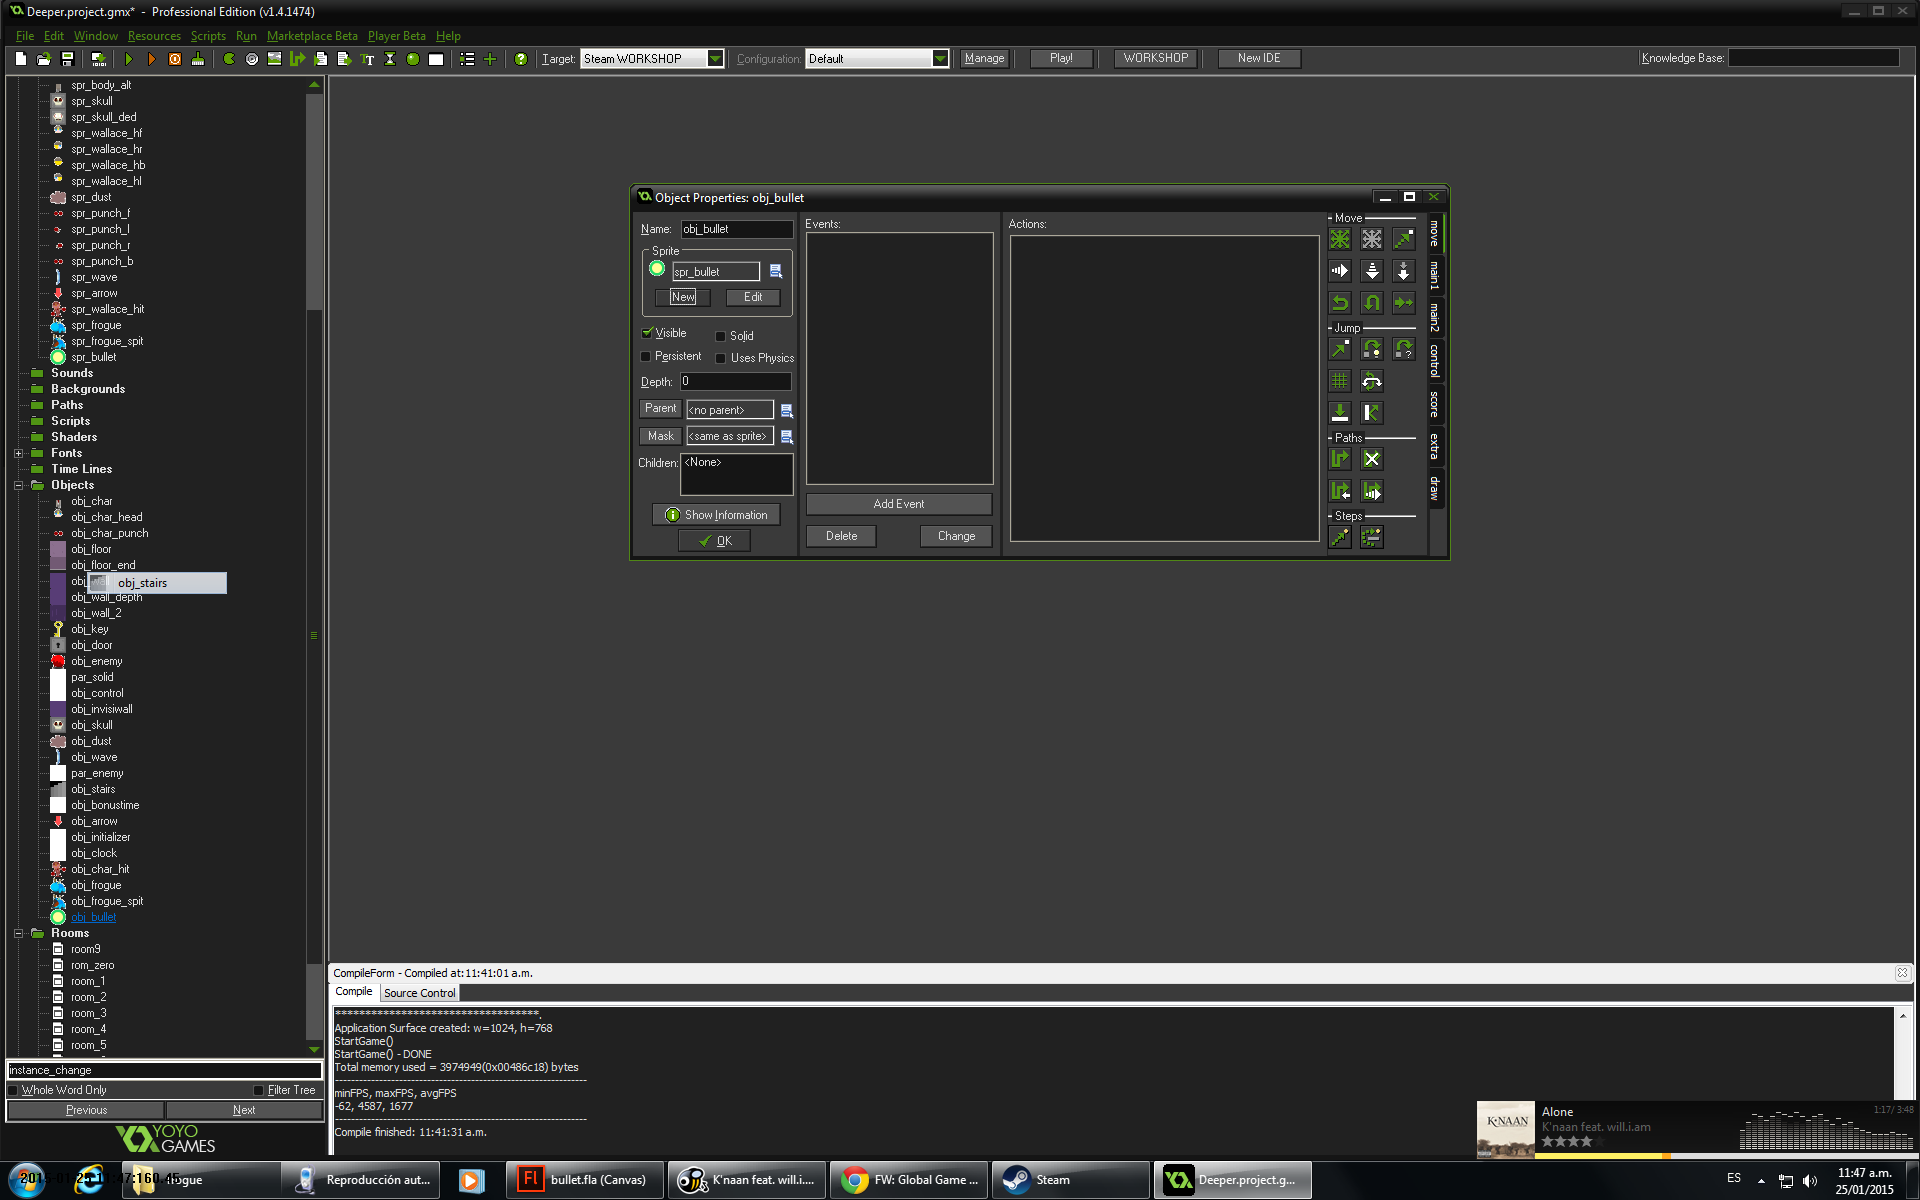 Deeper.project.gmx* - Professional Edition (v1.4.1474)
File Edit Window Resources Scripts Run Marketplace Beta Player Beta Help
Target: Steam WORKSHOP Configuration: Default Manage Play! WORKSHOP New IDE Knowledge Base:
spr_body_alt
spr_skull
spr_skull_ded
spr_wallace_hf
spr_wallace_hr
spr_wallace_hb
spr_wallace_hl
spr_dust
spr_punch_f
spr_punch_l
spr_punch_r
spr_punch_b
spr_wave
spr_arrow
spr_wallace_hit
spr_frogue
spr_frogue_spit
spr_bullet
Sounds
Backgrounds
Paths
Scripts
Shaders
Fonts
Time Lines
Objects
obj_char
obj_char_head
obj_char_punch
obj_floor
obj_floor_end
obj_stairs
obj_wall_depth
obj_wall_2
obj_key
obj_door
obj_enemy
par_solid
obj_control
obj_invisiwall
obj_skull
obj_dust
obj_wave
par_enemy
obj_stairs
obj_bonustime
obj_arrow
obj_initializer
obj_clock
obj_char_hit
obj_frogue
obj_frogue_spit
obj_bullet
Rooms
room9
rom_zero
room_1
room_2
room_3
room_4
room_5
instance_change
Whole Word Only Filter Tree
Previous Next
YOYO
GAMES
Object Properties: obj_bullet
Name: obj_bullet
Sprite
spr_bullet
New Edit
Visible Solid
Persistent Uses Physics
Depth: 0
Parent <no parent>
Mask <same as sprite>
Children: <None>
Show Information
OK
Events:
Add Event
Delete Change
Actions:
Move
Jump
Paths
Steps
move
main1
main2
control
score
extra
draw
CompileForm - Compiled at:11:41:01 a.m.
Compile Source Control
***********************************.
Application Surface created: w=1024, h=768
StartGame()
StartGame() - DONE
Total memory used = 3974949(0x00486c18) bytes
minFPS, maxFPS, avgFPS
-62, 4587, 1677
Compile finished: 11:41:31 a.m.
K'NAAN
Alone
K'naan feat. will.i.am
1:17/ 3:48
Reproducción aut...
bullet.fla (Canvas)
K'naan feat. will.i....
FW: Global Game ...
Steam
Deeper.project.g...
ES
11:47 a.m.
25/01/2015